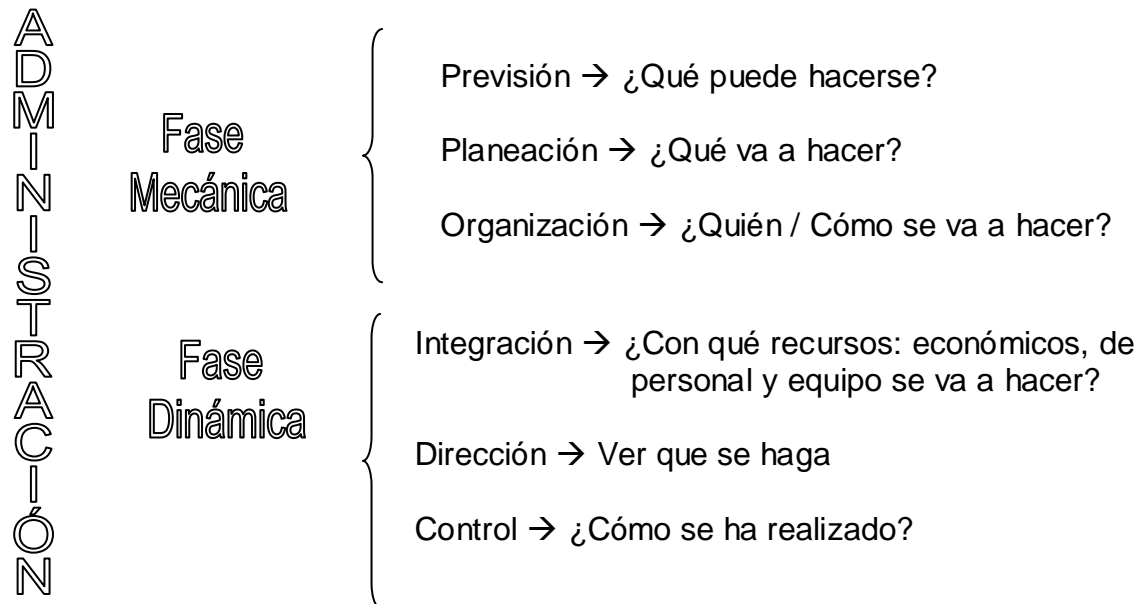 ADMINISTRACIÓN
Fase
Mecánica
Previsión → ¿Qué puede hacerse?
Planeación → ¿Qué va a hacer?
Organización → ¿Quién / Cómo se va a hacer?
Fase
Dinámica
Integración → ¿Con qué recursos: económicos, de
personal y equipo se va a hacer?
Dirección → Ver que se haga
Control → ¿Cómo se ha realizado?